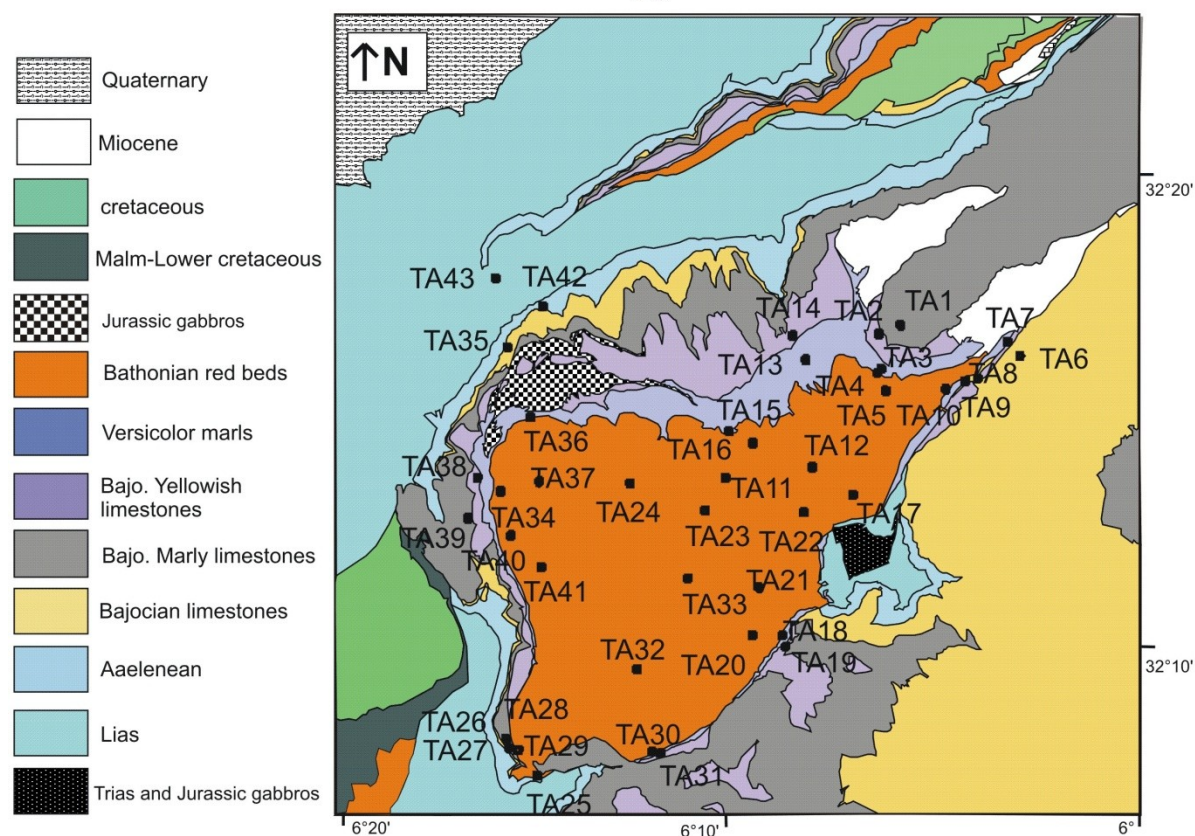 N
Quaternary
Miocene
cretaceous
Malm-Lower cretaceous
Jurassic gabbros
Bathonian red beds
Versicolor marls
Bajo. Yellowish
limestones
Bajo. Marly limestones
Bajocian limestones
Aaelenean
Lias
Trias and Jurassic gabbros
32°20'
TA43
TA42
TA14
TA2
TA1
TA7
TA35
TA13
TA3
TA6
TA4
TA8
TA5
TA10
TA9
TA15
TA36
TA16
TA12
TA38
TA37
TA11
TA24
TA34
TA17
TA39
TA23
TA22
TA40
TA41
TA21
TA33
TA18
TA32
TA20
TA19
32°10'
TA28
TA26
TA27
TA29
TA30
TA31
TA25
6°20'
6°10'
6°